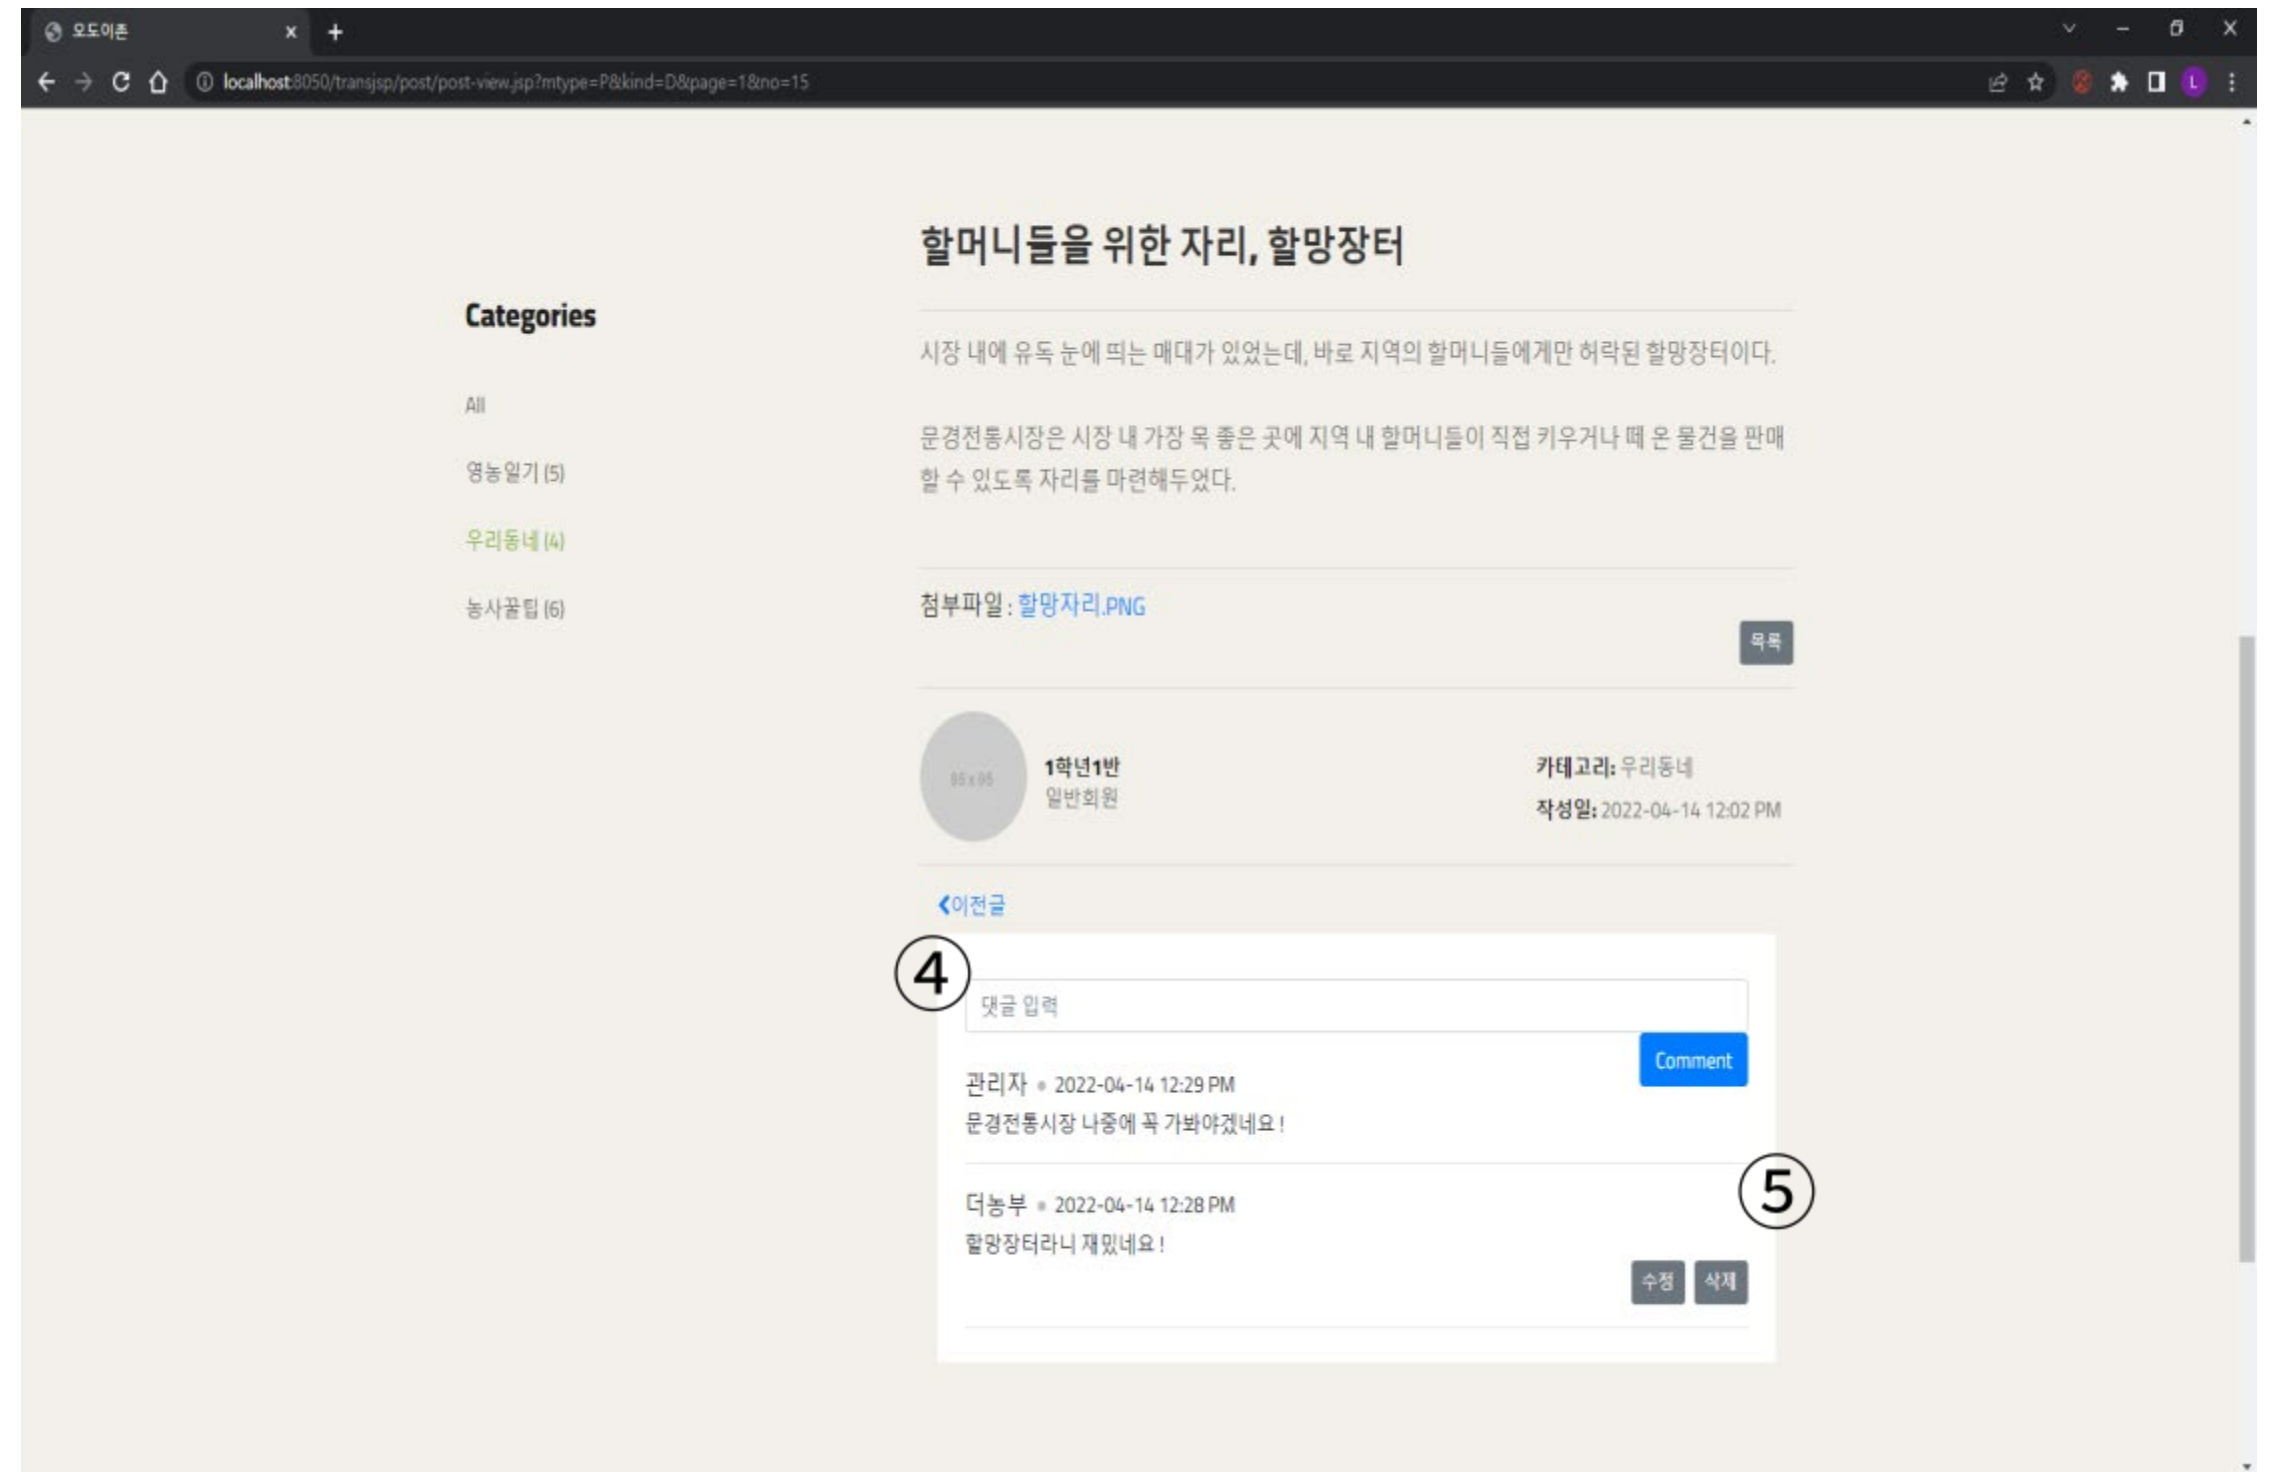 오도이촌
localhost:8050/transjsp/post/post-view.jsp?mtype=P&kind=D&page=1&no=15
L
할머니들을 위한 자리, 할망장터
Categories
All
영농일기 (5)
우리동네 (4)
농사꿀팁 (6)
시장 내에 유독 눈에 띄는 매대가 있었는데, 바로 지역의 할머니들에게만 허락된 할망장터이다.
문경전통시장은 시장 내 가장 목 좋은 곳에 지역 내 할머니들이 직접 키우거나 떼 온 물건을 판매
할 수 있도록 자리를 마련해두었다.
첨부파일 : 할망자리.PNG
목록
95 x 95
1학년1반
일반회원
카테고리: 우리동네
작성일: 2022-04-14 12:02 PM
이전글
④
댓글 입력
Comment
관리자 • 2022-04-14 12:29 PM
문경전통시장 나중에 꼭 가봐야겠네요 !
⑤
더농부 • 2022-04-14 12:28 PM
할망장터라니 재밌네요 !
수정 삭제